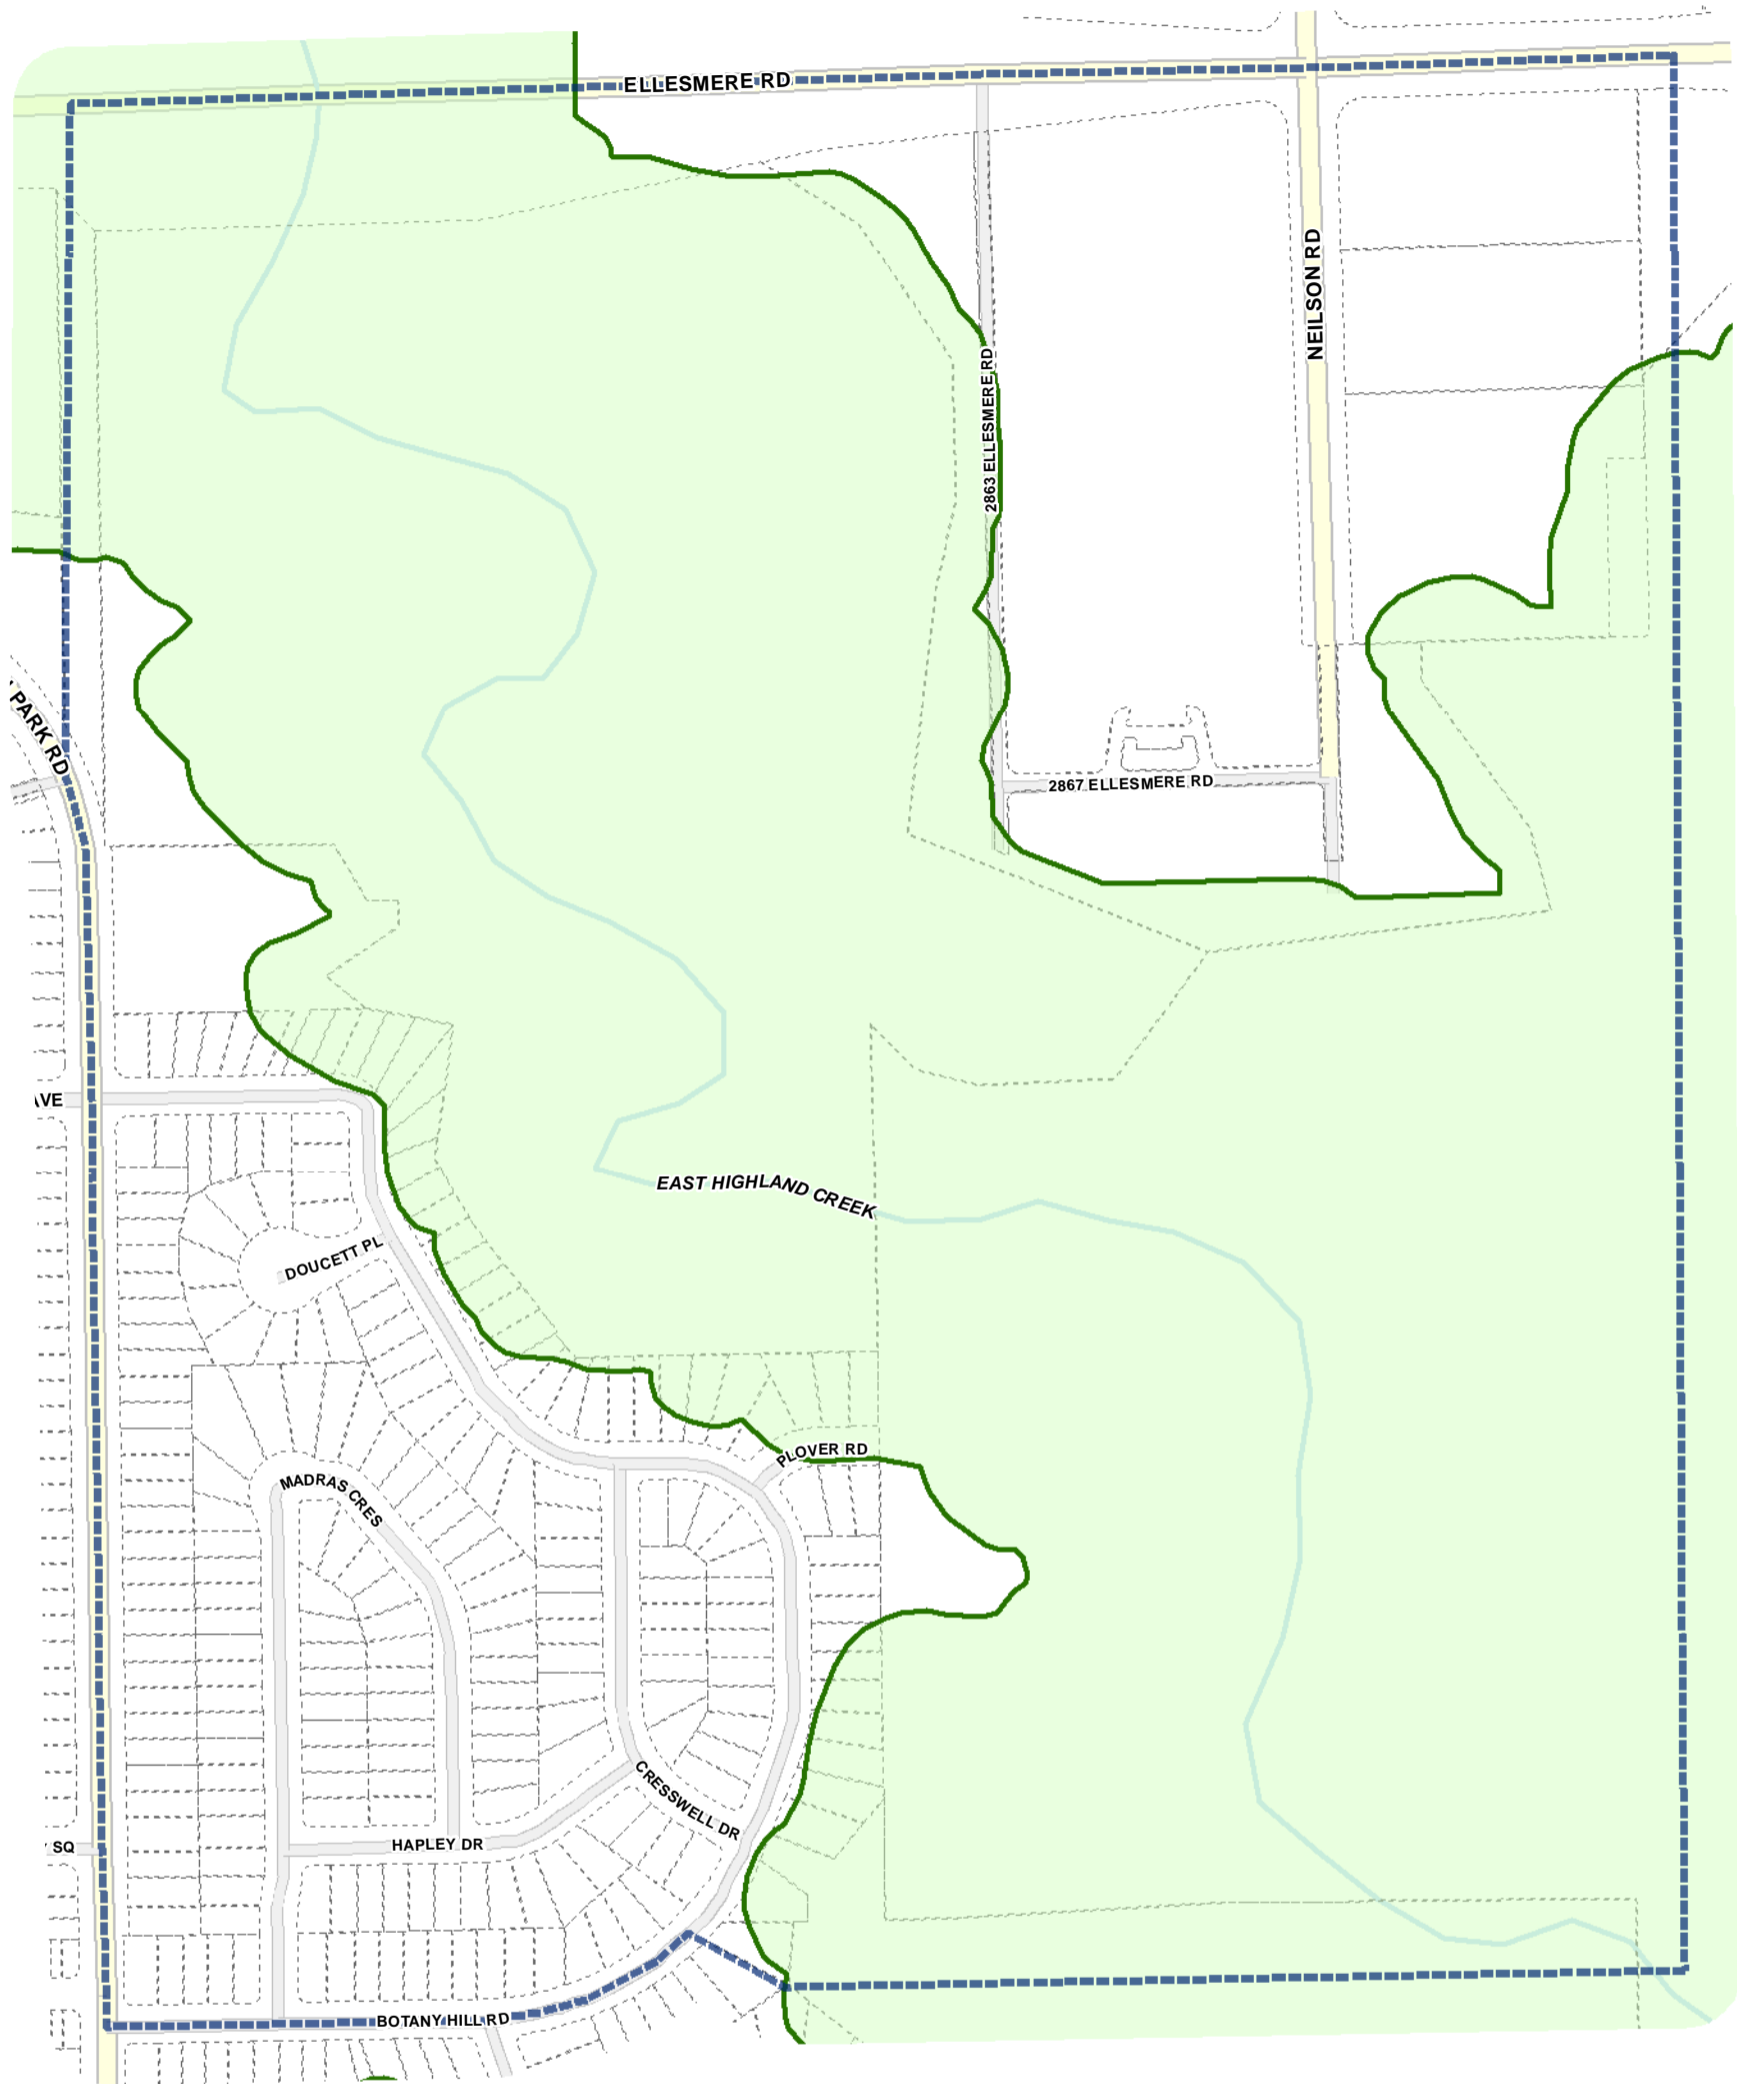 ELLESMERE RD
NEILSON RD
2863 ELLESMERE RD
PARK RD
2867 ELLESMERE RD
AVE
EAST HIGHLAND CREEK
DOUCETT PL
PLOVER RD
MADRAS CRES
CRESSWELL DR
HAPLEY DR
SQ
BOTANY HILL RD